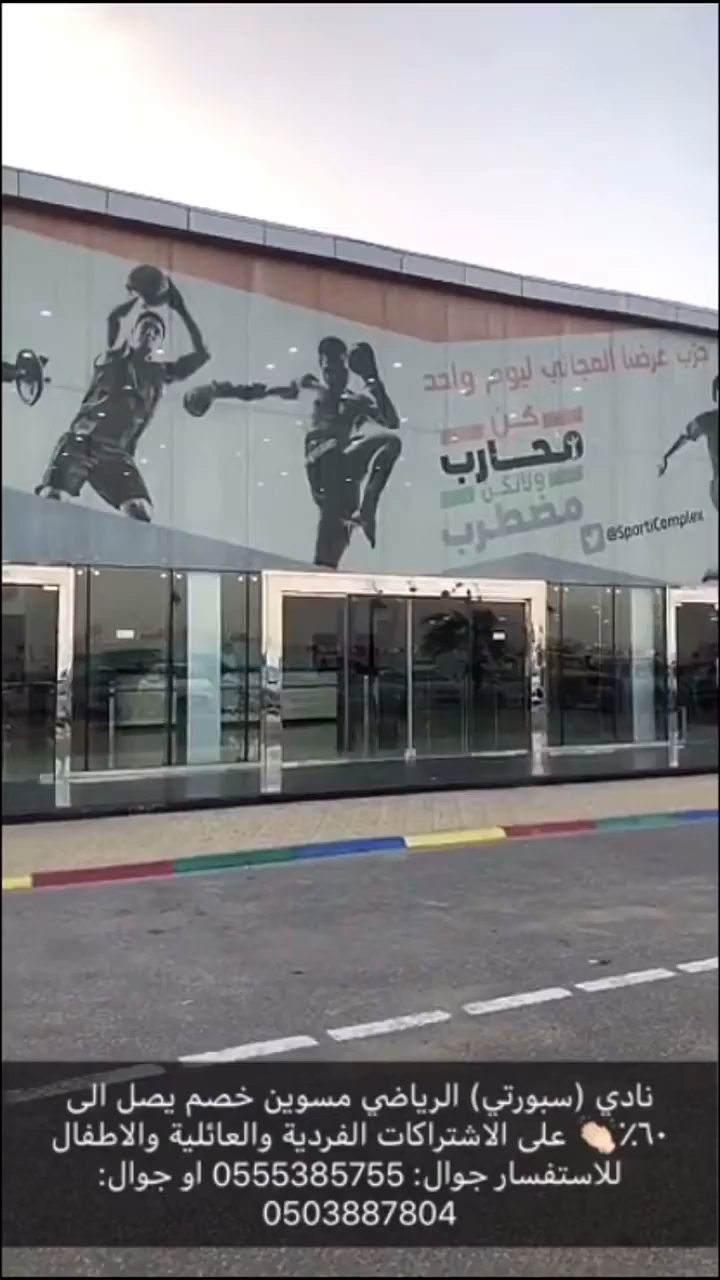 جرّب عرضنا المجاني ليوم واحد
كن
محارب
ولاتكن
مضطرب
@SportiComplex
نادي (سبورتي) الرياضي مسوين خصم يصل الى
٦٠٪👏🏻 على الاشتراكات الفردية والعائلية والاطفال
للاستفسار جوال: 0555385755 او جوال:
0503887804